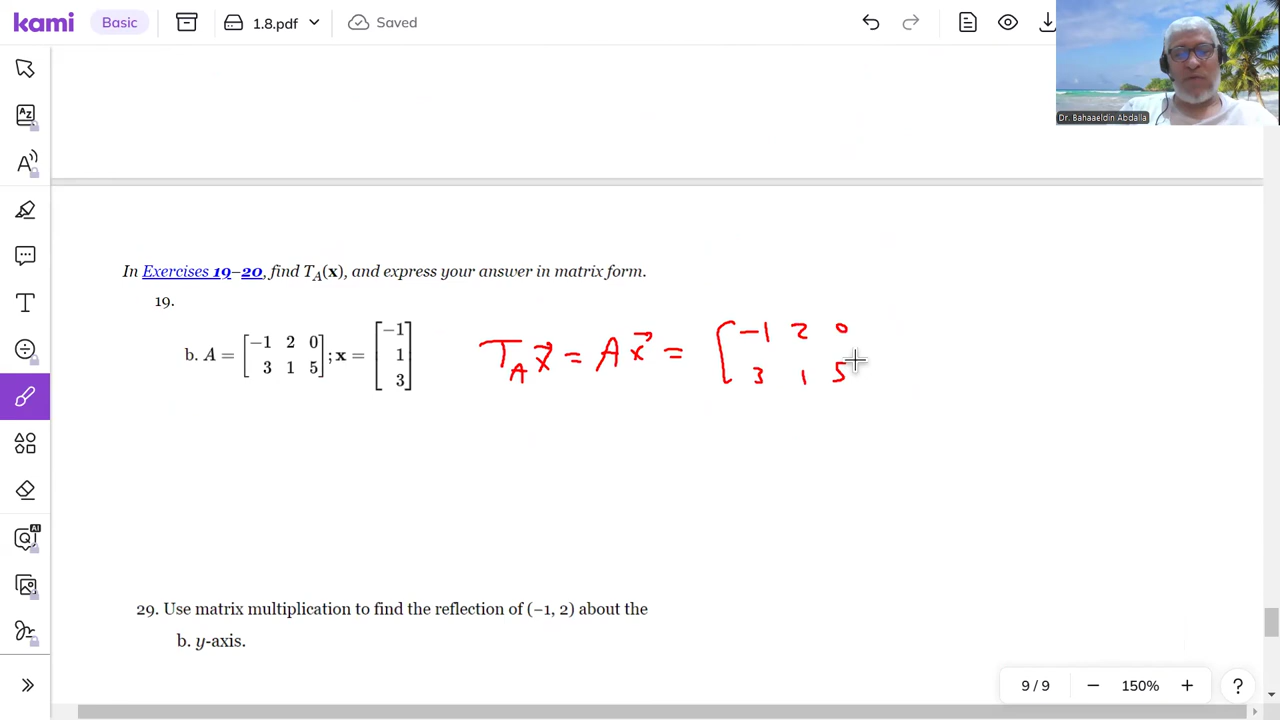 kami Basic 1.8.pdf Saved
Dr. Bahaaeldin Abdalla
In Exercises 19–20, find T_A(x), and express your answer in matrix form.
19.
b. A = [−1 2 0; 3 1 5]; x = [−1; 1; 3]
T_A x⃗ = A x⃗ = [−1 2 0
3 1 5
29. Use matrix multiplication to find the reflection of (−1, 2) about the
b. y-axis.
9 / 9 − 150% + ?